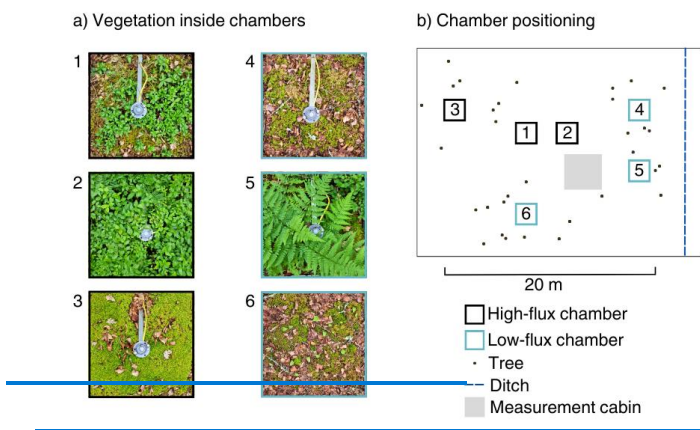 a) Vegetation inside chambers
b) Chamber positioning
1
4
2
5
3
6
3
1
2
4
5
6
20 m
High-flux chamber
Low-flux chamber
Tree
Ditch
Measurement cabin